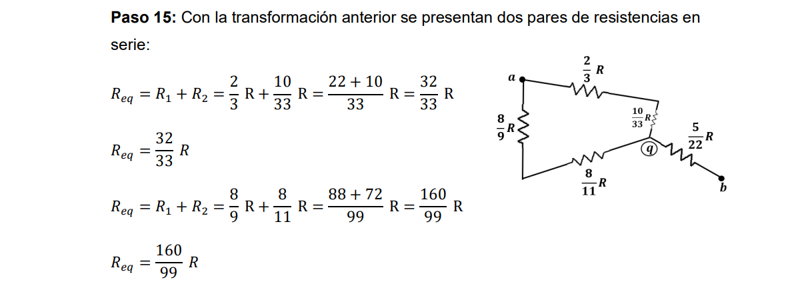 Paso 15: Con la transformación anterior se presentan dos pares de resistencias en
serie:
R_eq = R_1 + R_2 = 2/3 R + 10/33 R = (22 + 10)/33 R = 32/33 R
R_eq = 32/33 R
R_eq = R_1 + R_2 = 8/9 R + 8/11 R = (88 + 72)/99 R = 160/99 R
R_eq = 160/99 R
a
2/3 R
8/9 R
10/33 R
q
5/22 R
8/11 R
b